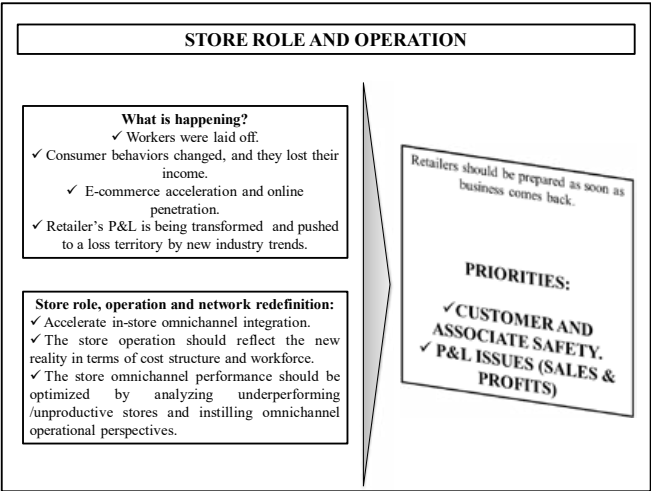 STORE ROLE AND OPERATION
What is happening?
✓ Workers were laid off.
✓ Consumer behaviors changed, and they lost their
income.
✓ E-commerce acceleration and online
penetration.
✓ Retailer's P&L is being transformed and pushed
to a loss territory by new industry trends.
Store role, operation and network redefinition:
✓ Accelerate in-store omnichannel integration.
✓ The store operation should reflect the new
reality in terms of cost structure and workforce.
✓ The store omnichannel performance should be
optimized by analyzing underperforming
/unproductive stores and instilling omnichannel
operational perspectives.
Retailers should be prepared as soon as
business comes back.
PRIORITIES:
✓CUSTOMER AND
ASSOCIATE SAFETY.
✓ P&L ISSUES (SALES &
PROFITS)